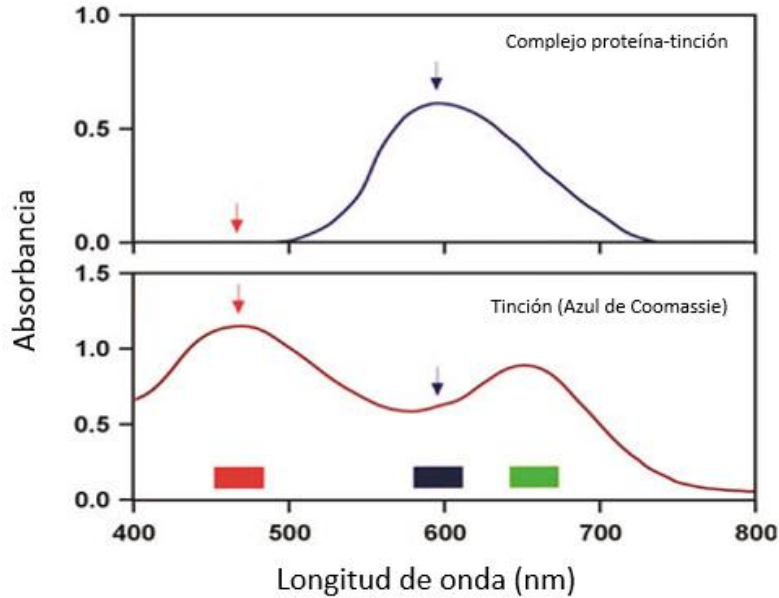 1.0
Complejo proteína-tinción
0.5
0.0
Absorbancia
1.5
Tinción (Azul de Coomassie)
1.0
0.5
0.0
400 500 600 700 800
Longitud de onda (nm)